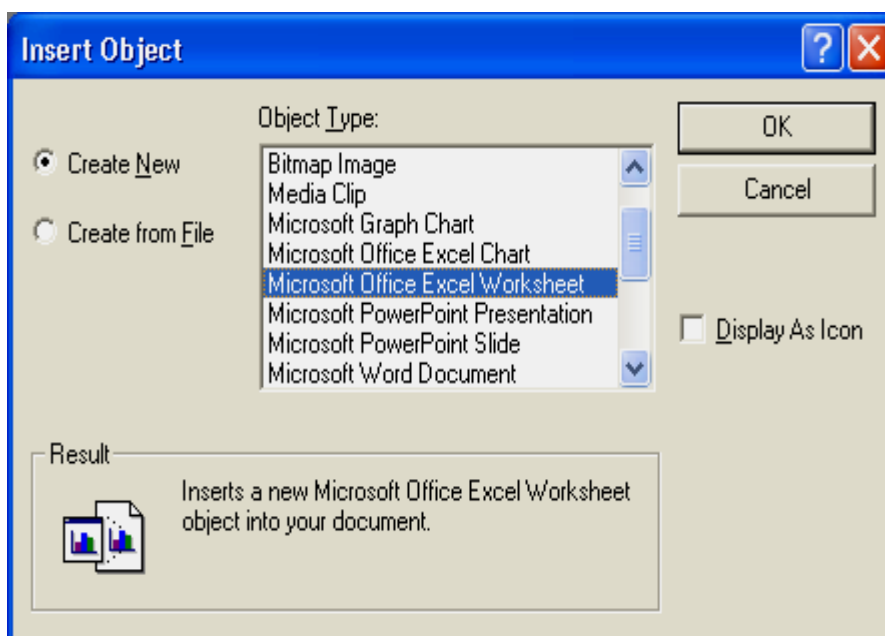 Insert Object
?
Object Type:
OK
Create New
Bitmap Image
Media Clip
Cancel
Create from File
Microsoft Graph Chart
Microsoft Office Excel Chart
Microsoft Office Excel Worksheet
Microsoft PowerPoint Presentation
Microsoft PowerPoint Slide
Microsoft Word Document
Display As Icon
Result
Inserts a new Microsoft Office Excel Worksheet
object into your document.